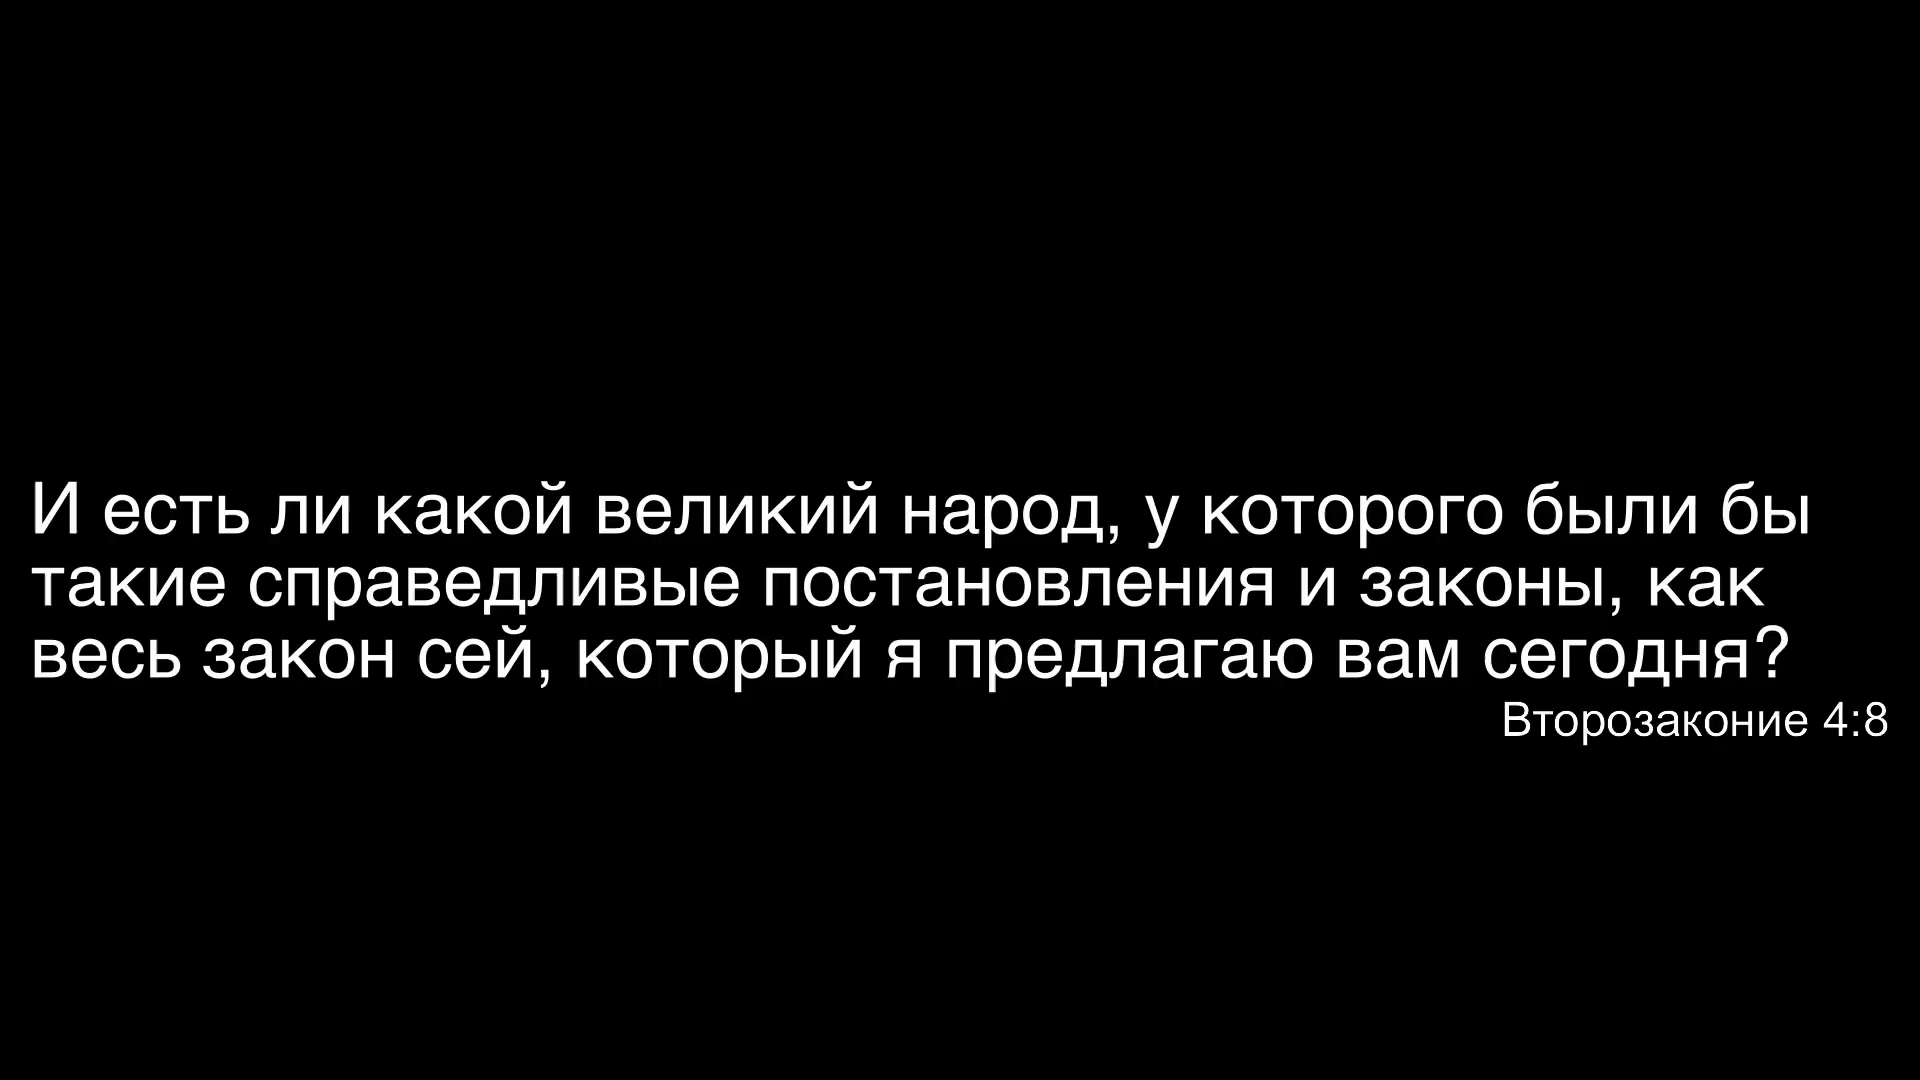 И есть ли какой великий народ, у которого были бы
такие справедливые постановления и законы, как
весь закон сей, который я предлагаю вам сегодня?
Второзаконие 4:8